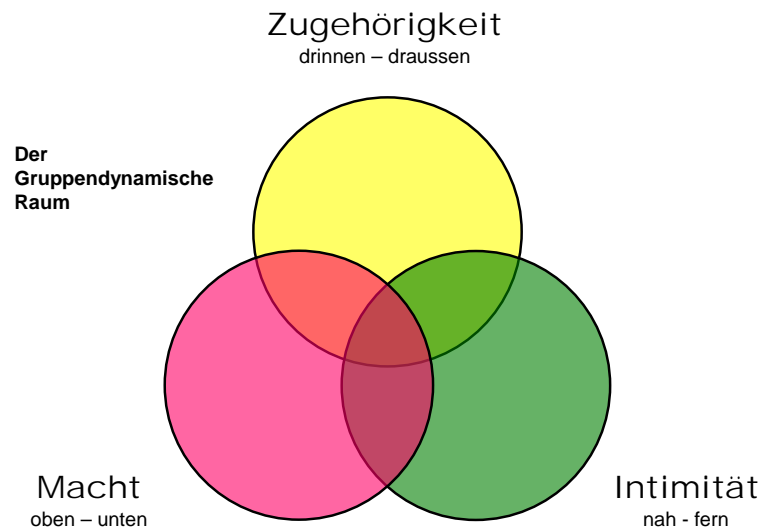 Zugehörigkeit
drinnen – draussen
Der
Gruppendynamische
Raum
Macht
oben – unten
Intimität
nah - fern